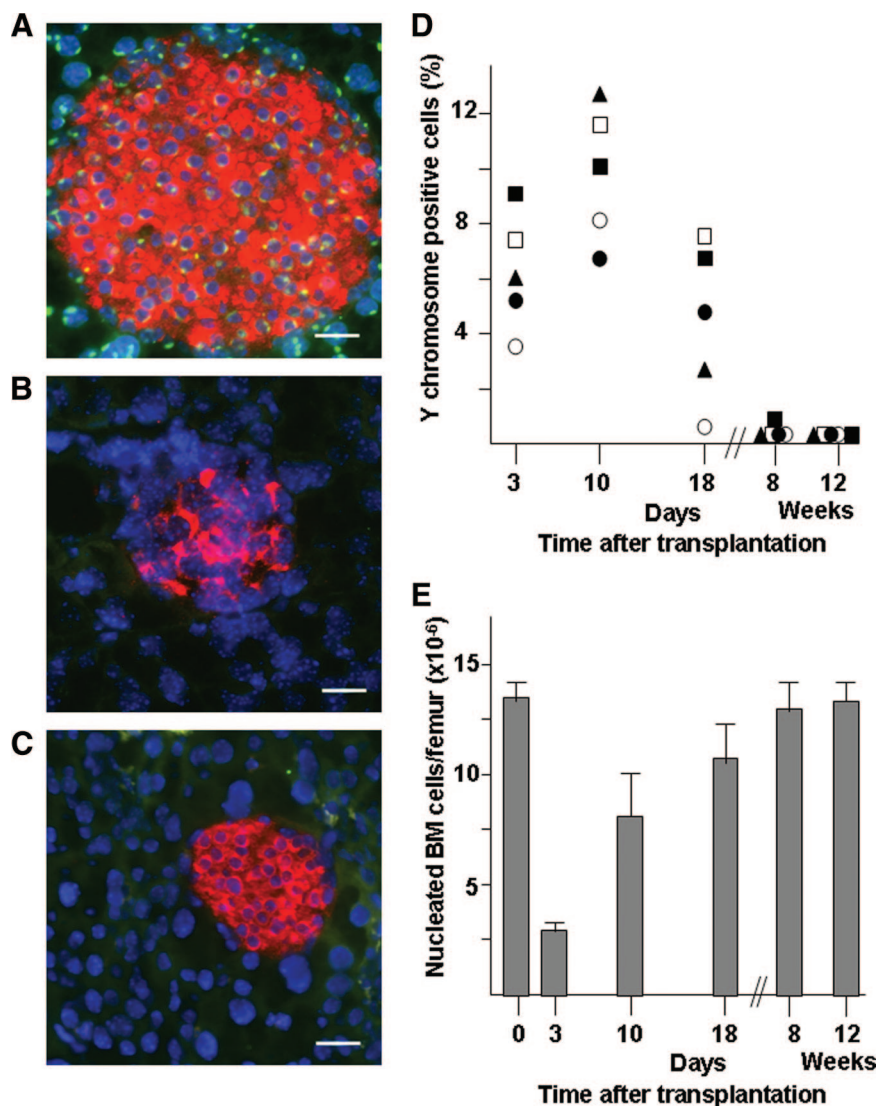 A
B
C
D
Y chromosome positive cells (%)
12
8
4
3 10 18 8 12
Days Weeks
Time after transplantation
E
Nucleated BM cells/femur (x10⁻⁶)
15
10
5
0 3 10 18 8 12
Days Weeks
Time after transplantation